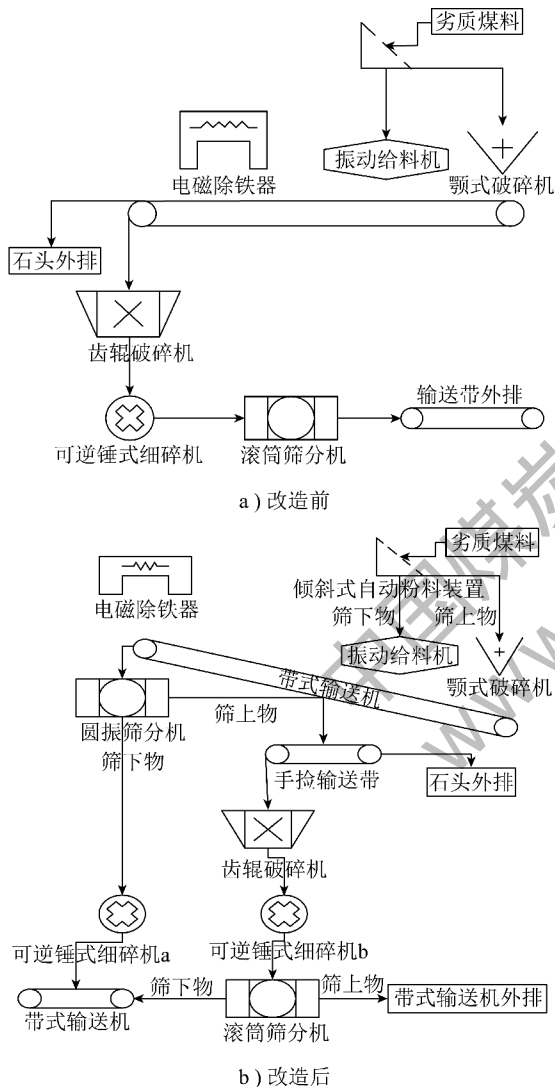 劣质煤料
振动给料机
颚式破碎机
电磁除铁器
石头外排
齿辊破碎机
可逆锤式细碎机
滚筒筛分机
输送带外排
a）改造前
劣质煤料
倾斜式自动粉料装置
筛下物
筛上物
振动给料机
颚式破碎机
电磁除铁器
带式输送机
圆振筛分机
筛上物
筛下物
手捡输送带
石头外排
齿辊破碎机
可逆锤式细碎机a
可逆锤式细碎机b
带式输送机
筛下物
滚筒筛分机
筛上物
带式输送机外排
b）改造后
www